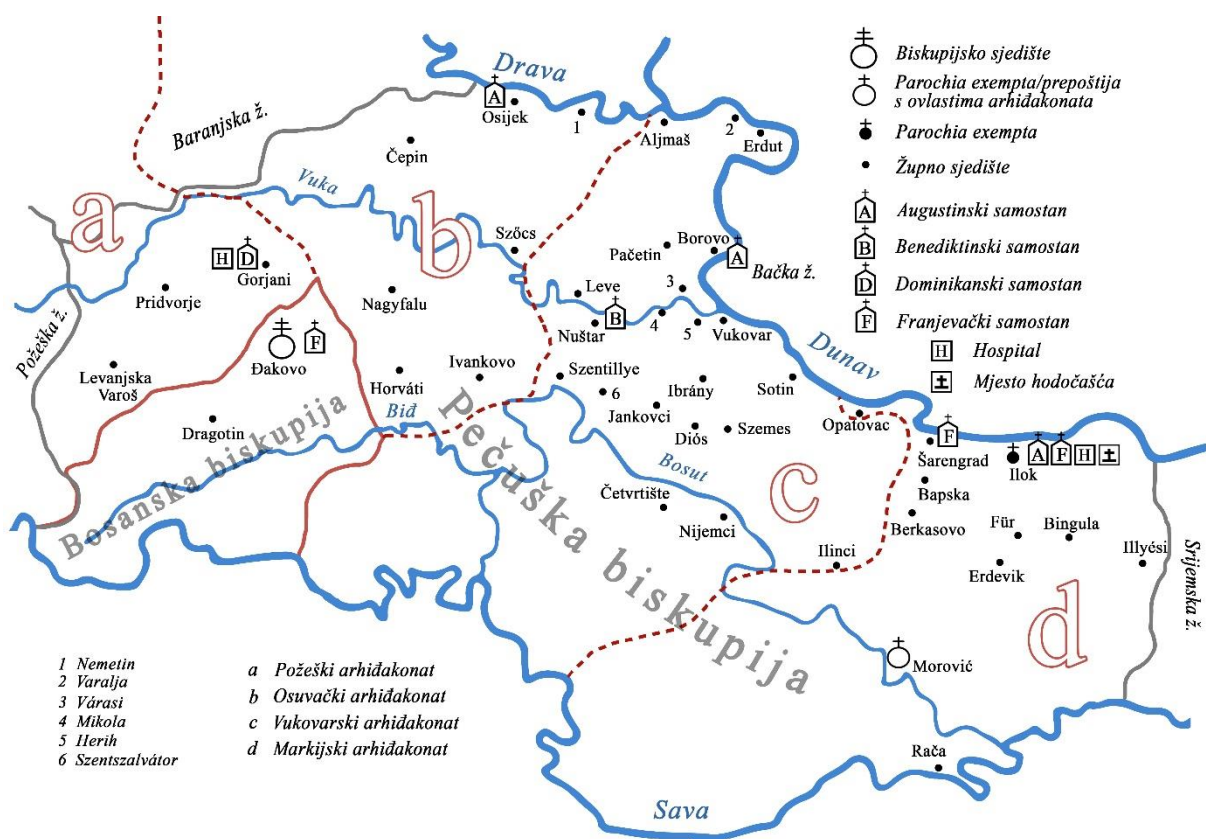 Drava
Baranjska ž.
A
Osijek
1
Aljmaš
2
Erdut
Čepin
Vuka
a
b
Szőcs
Pačetin
Borovo
A
Bačka ž.
H
D
Gorjani
Pridvorje
Nagyfalu
Leve
3
B
Nuštar
4
5
Vukovar
Dunav
Požeška ž.
Levanjska
Varoš
F
Đakovo
Horváti
Ivankovo
Szentillye
6
Jankovci
Ibrány
Sotin
Dragotin
Biđ
Diós
Szemes
Opatovac
Bosanska biskupija
Pečuška biskupija
Bosut
c
F
Šarengrad
Ilok
A
F
H
Bapska
Četvrtište
Nijemci
Berkasovo
Für
Bingula
Ilinci
Erdevik
Illyési
Srijemska ž.
d
Morović
Rača
Sava
Biskupijsko sjedište
Parochia exempta/prepoštija
s ovlastima arhiđakonata
Parochia exempta
Župno sjedište
A Augustinski samostan
B Benediktinski samostan
D Dominikanski samostan
F Franjevački samostan
H Hospital
Mjesto hodočašća
1 Nemetin
2 Varalja
3 Várasi
4 Mikola
5 Herih
6 Szentszalvátor
a Požeški arhiđakonat
b Osuvački arhiđakonat
c Vukovarski arhiđakonat
d Markijski arhiđakonat